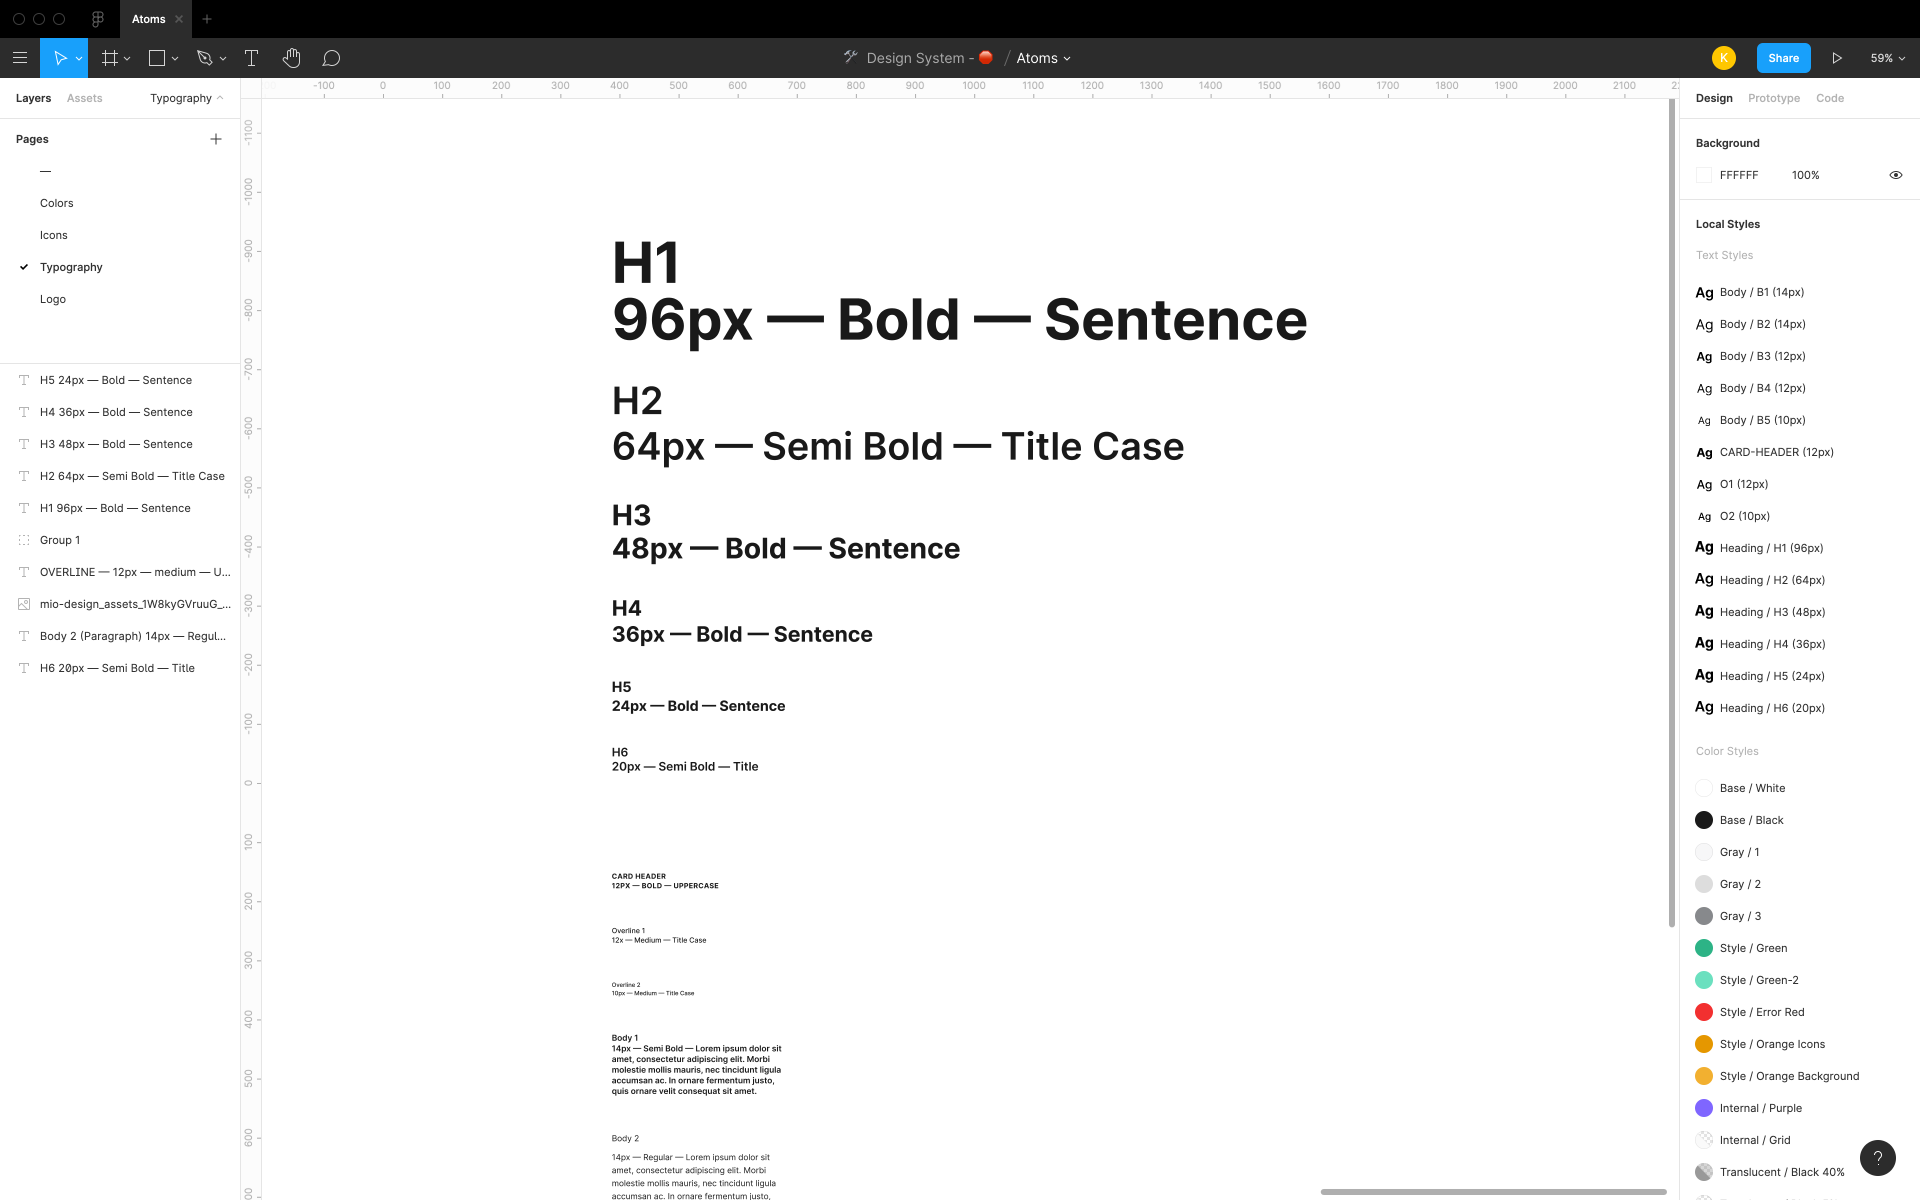 Atoms
Design System - 🛑 / Atoms
K
Share
59%
Layers
Assets
Typography
Pages
—
Colors
Icons
Typography
Logo
H5 24px — Bold — Sentence
H4 36px — Bold — Sentence
H3 48px — Bold — Sentence
H2 64px — Semi Bold — Title Case
H1 96px — Bold — Sentence
Group 1
OVERLINE — 12px — medium — U...
mio-design_assets_1W8kyGVruuG_...
Body 2 (Paragraph) 14px — Regul...
H6 20px — Semi Bold — Title
-100 0 100 200 300 400 500 600 700 800 900 1000 1100 1200 1300 1400 1500 1600 1700 1800 1900 2000 2100
-1100
-1000
-900
-800
-700
-600
-500
-400
-300
-200
-100
0
100
200
300
400
500
600
H1
96px — Bold — Sentence
H2
64px — Semi Bold — Title Case
H3
48px — Bold — Sentence
H4
36px — Bold — Sentence
H5
24px — Bold — Sentence
H6
20px — Semi Bold — Title
CARD HEADER
12PX — BOLD — UPPERCASE
Overline 1
12x — Medium — Title Case
Overline 2
10px — Medium — Title Case
Body 1
14px — Semi Bold — Lorem ipsum dolor sit
amet, consectetur adipiscing elit. Morbi
molestie mollis mauris, nec tincidunt ligula
accumsan ac. In ornare fermentum justo,
quis ornare velit consequat sit amet.
Body 2
14px — Regular — Lorem ipsum dolor sit
amet, consectetur adipiscing elit. Morbi
molestie mollis mauris, nec tincidunt ligula
accumsan ac. In ornare fermentum justo,
Design
Prototype
Code
Background
FFFFFF 100%
Local Styles
Text Styles
Ag Body / B1 (14px)
Ag Body / B2 (14px)
Ag Body / B3 (12px)
Ag Body / B4 (12px)
Ag Body / B5 (10px)
Ag CARD-HEADER (12px)
Ag O1 (12px)
Ag O2 (10px)
Ag Heading / H1 (96px)
Ag Heading / H2 (64px)
Ag Heading / H3 (48px)
Ag Heading / H4 (36px)
Ag Heading / H5 (24px)
Ag Heading / H6 (20px)
Color Styles
Base / White
Base / Black
Gray / 1
Gray / 2
Gray / 3
Style / Green
Style / Green-2
Style / Error Red
Style / Orange Icons
Style / Orange Background
Internal / Purple
Internal / Grid
Translucent / Black 40%
?